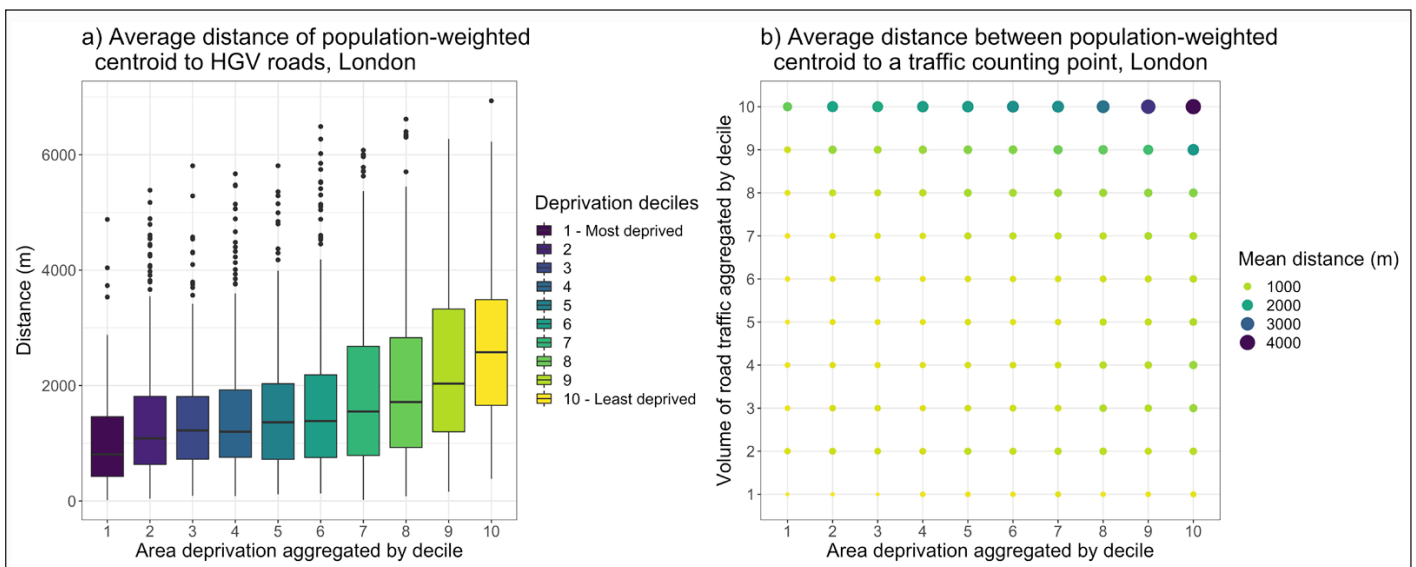 a) Average distance of population-weighted
centroid to HGV roads, London
Distance (m)
6000
4000
2000
0
1 2 3 4 5 6 7 8 9 10
Area deprivation aggregated by decile
Deprivation deciles
1 - Most deprived
2
3
4
5
6
7
8
9
10 - Least deprived
b) Average distance between population-weighted
centroid to a traffic counting point, London
Volume of road traffic aggregated by decile
10
9
8
7
6
5
4
3
2
1
1 2 3 4 5 6 7 8 9 10
Area deprivation aggregated by decile
Mean distance (m)
1000
2000
3000
4000